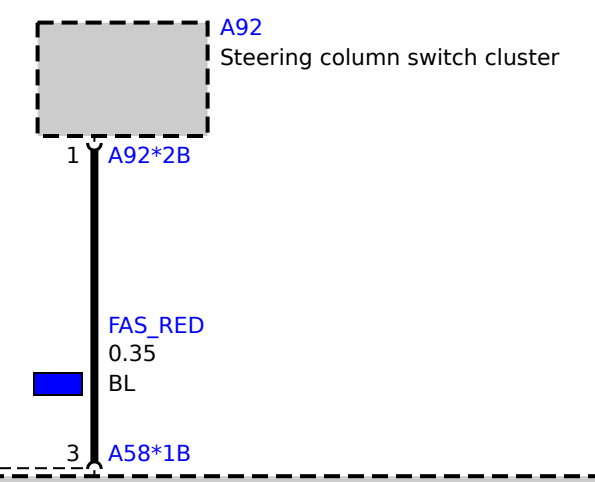 A92
Steering column switch cluster
1 A92*2B
FAS_RED
0.35
BL
3 A58*1B